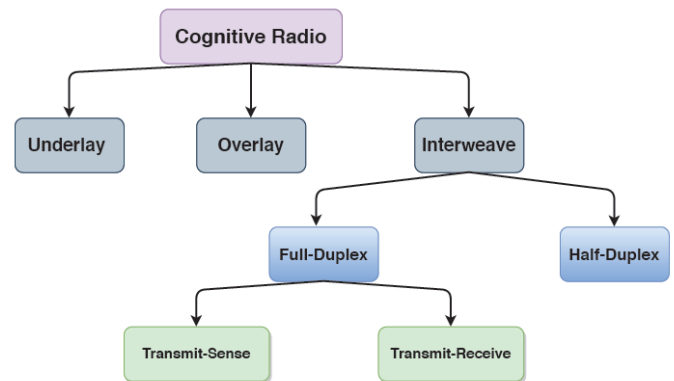 Cognitive Radio
Underlay
Overlay
Interweave
Full-Duplex
Half-Duplex
Transmit-Sense
Transmit-Receive